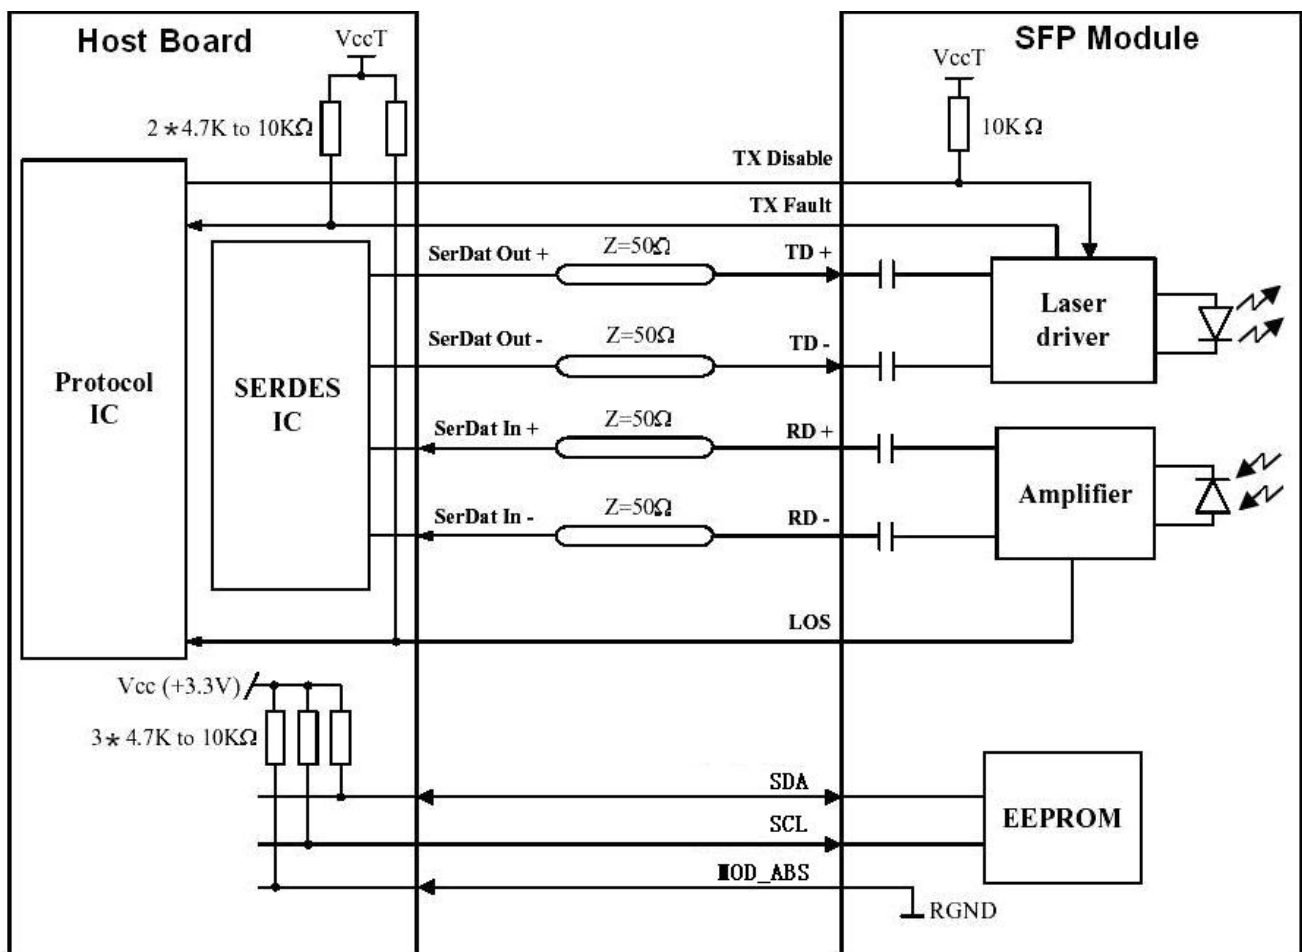 Host Board
SFP Module
VccT
VccT
2*4.7K to 10KΩ
10KΩ
TX Disable
TX Fault
SerDat Out +
Z=50Ω
TD +
Laser
driver
SerDat Out -
Z=50Ω
TD -
Protocol
IC
SERDES
IC
SerDat In +
Z=50Ω
RD +
Amplifier
SerDat In -
Z=50Ω
RD -
LOS
Vcc (+3.3V)
3* 4.7K to 10KΩ
SDA
EEPROM
SCL
MOD_ABS
RGND